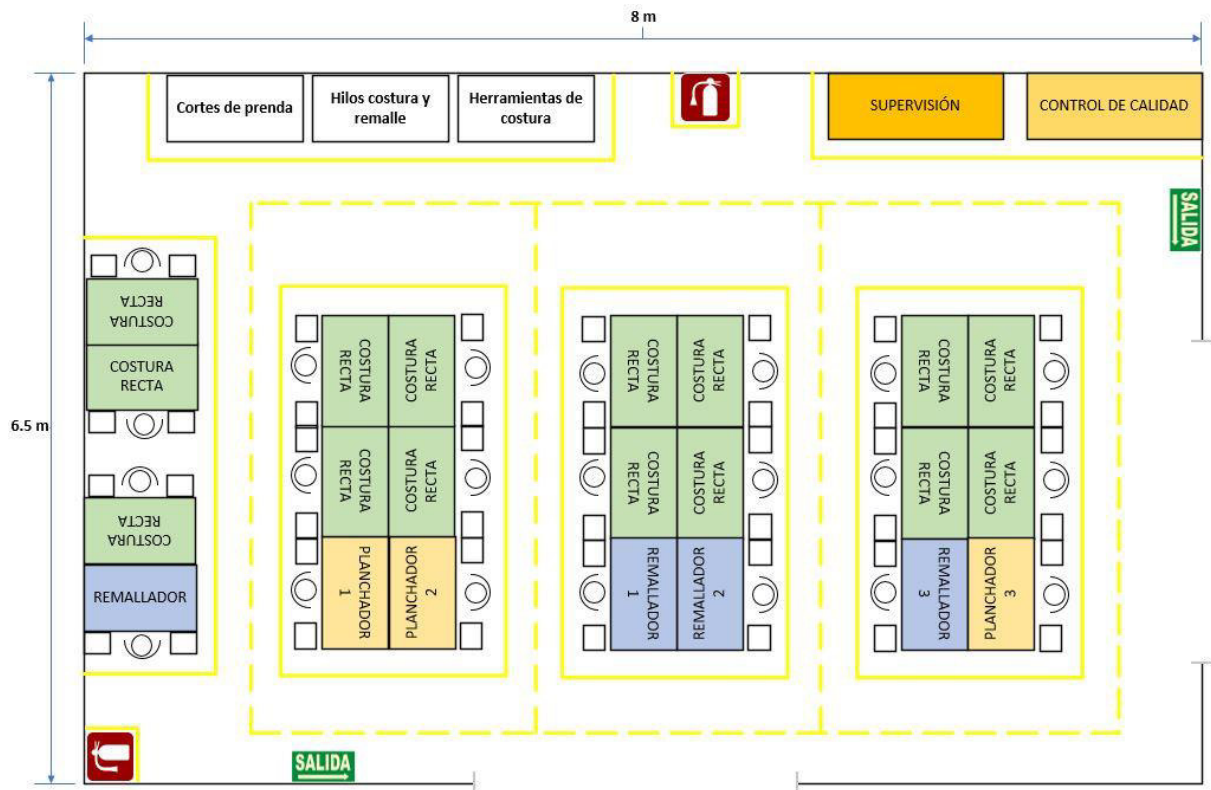 8 m
6.5 m
Cortes de prenda
Hilos costura y
remalle
Herramientas de
costura
SUPERVISIÓN
CONTROL DE CALIDAD
SALIDA
COSTURA
RECTA
COSTURA
RECTA
COSTURA
RECTA
REMALLADOR
COSTURA
RECTA
COSTURA
RECTA
COSTURA
RECTA
COSTURA
RECTA
PLANCHADOR
1
PLANCHADOR
2
COSTURA
RECTA
COSTURA
RECTA
COSTURA
RECTA
COSTURA
RECTA
REMALLADOR
1
REMALLADOR
2
COSTURA
RECTA
COSTURA
RECTA
COSTURA
RECTA
COSTURA
RECTA
REMALLADOR
3
PLANCHADOR
3
SALIDA